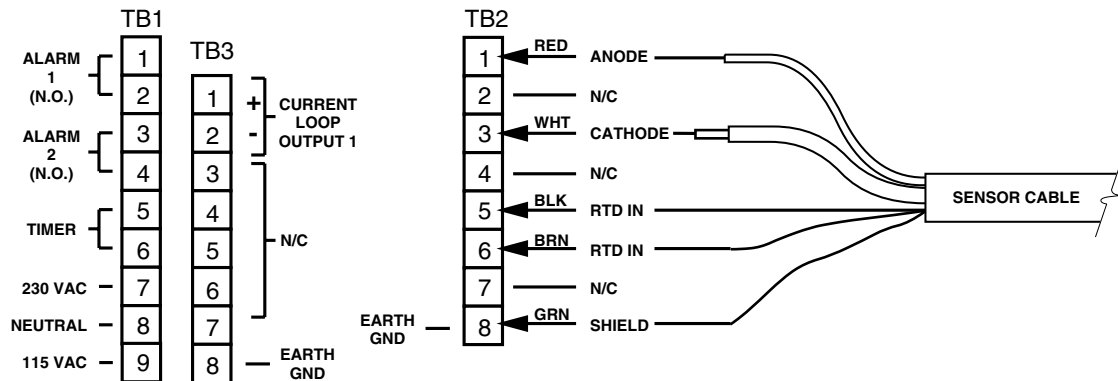 TB1
ALARM
1
(N.O.)
ALARM
2
(N.O.)
TIMER
230 VAC
NEUTRAL
115 VAC
1
2
3
4
5
6
7
8
9
TB3
1
2
3
4
5
6
7
8
+
-
CURRENT
LOOP
OUTPUT 1
N/C
EARTH
GND
TB2
EARTH
GND
1 RED ANODE
2 N/C
3 WHT CATHODE
4 N/C
5 BLK RTD IN
6 BRN RTD IN
7 N/C
8 GRN SHIELD
SENSOR CABLE